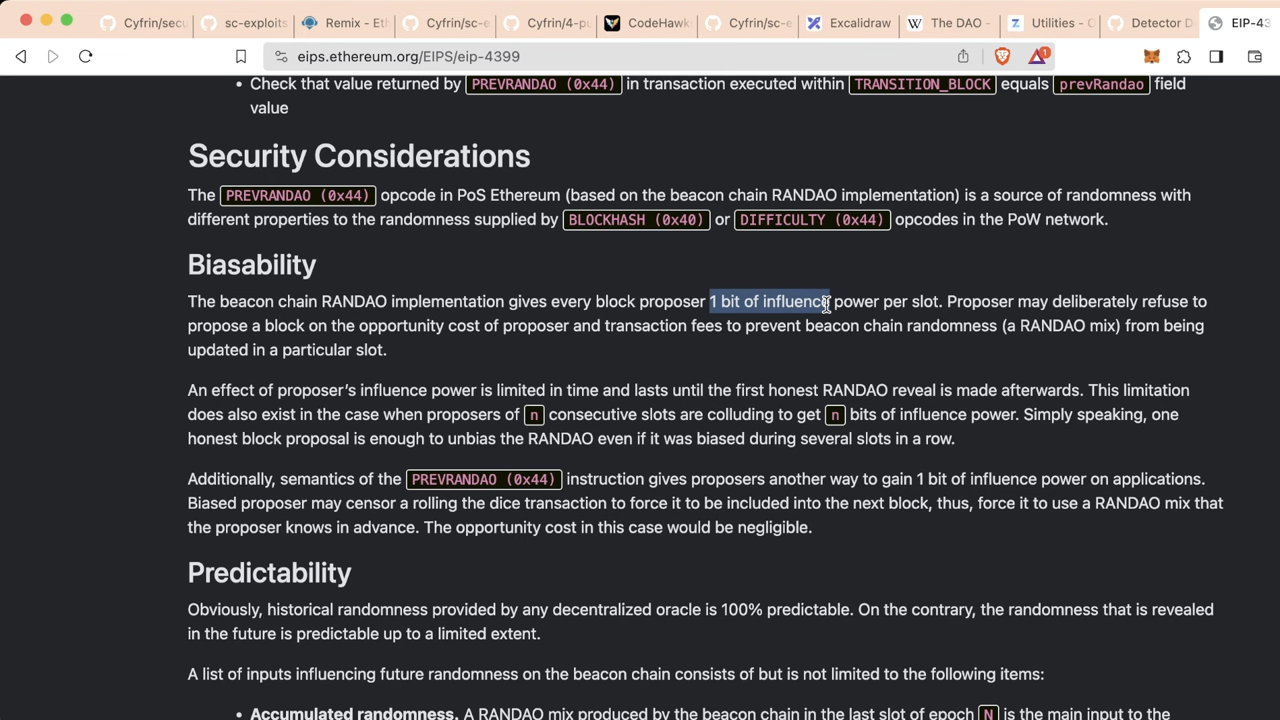 Cyfrin/secu
sc-exploits
Remix - Eth
Cyfrin/sc-e
Cyfrin/4-pu
CodeHawk
Cyfrin/sc-e
Excalidraw
The DAO -
Utilities - C
Detector D
EIP-43
eips.ethereum.org/EIPS/eip-4399
1
• Check that value returned by PREVRANDAO (0x44) in transaction executed within TRANSITION_BLOCK equals prevRandao field
value
Security Considerations
The PREVRANDAO (0x44) opcode in PoS Ethereum (based on the beacon chain RANDAO implementation) is a source of randomness with
different properties to the randomness supplied by BLOCKHASH (0x40) or DIFFICULTY (0x44) opcodes in the PoW network.
Biasability
The beacon chain RANDAO implementation gives every block proposer 1 bit of influence power per slot. Proposer may deliberately refuse to
propose a block on the opportunity cost of proposer and transaction fees to prevent beacon chain randomness (a RANDAO mix) from being
updated in a particular slot.
An effect of proposer's influence power is limited in time and lasts until the first honest RANDAO reveal is made afterwards. This limitation
does also exist in the case when proposers of n consecutive slots are colluding to get n bits of influence power. Simply speaking, one
honest block proposal is enough to unbias the RANDAO even if it was biased during several slots in a row.
Additionally, semantics of the PREVRANDAO (0x44) instruction gives proposers another way to gain 1 bit of influence power on applications.
Biased proposer may censor a rolling the dice transaction to force it to be included into the next block, thus, force it to use a RANDAO mix that
the proposer knows in advance. The opportunity cost in this case would be negligible.
Predictability
Obviously, historical randomness provided by any decentralized oracle is 100% predictable. On the contrary, the randomness that is revealed
in the future is predictable up to a limited extent.
A list of inputs influencing future randomness on the beacon chain consists of but is not limited to the following items:
• Accumulated randomness. A RANDAO mix produced by the beacon chain in the last slot of epoch N is the main input to the